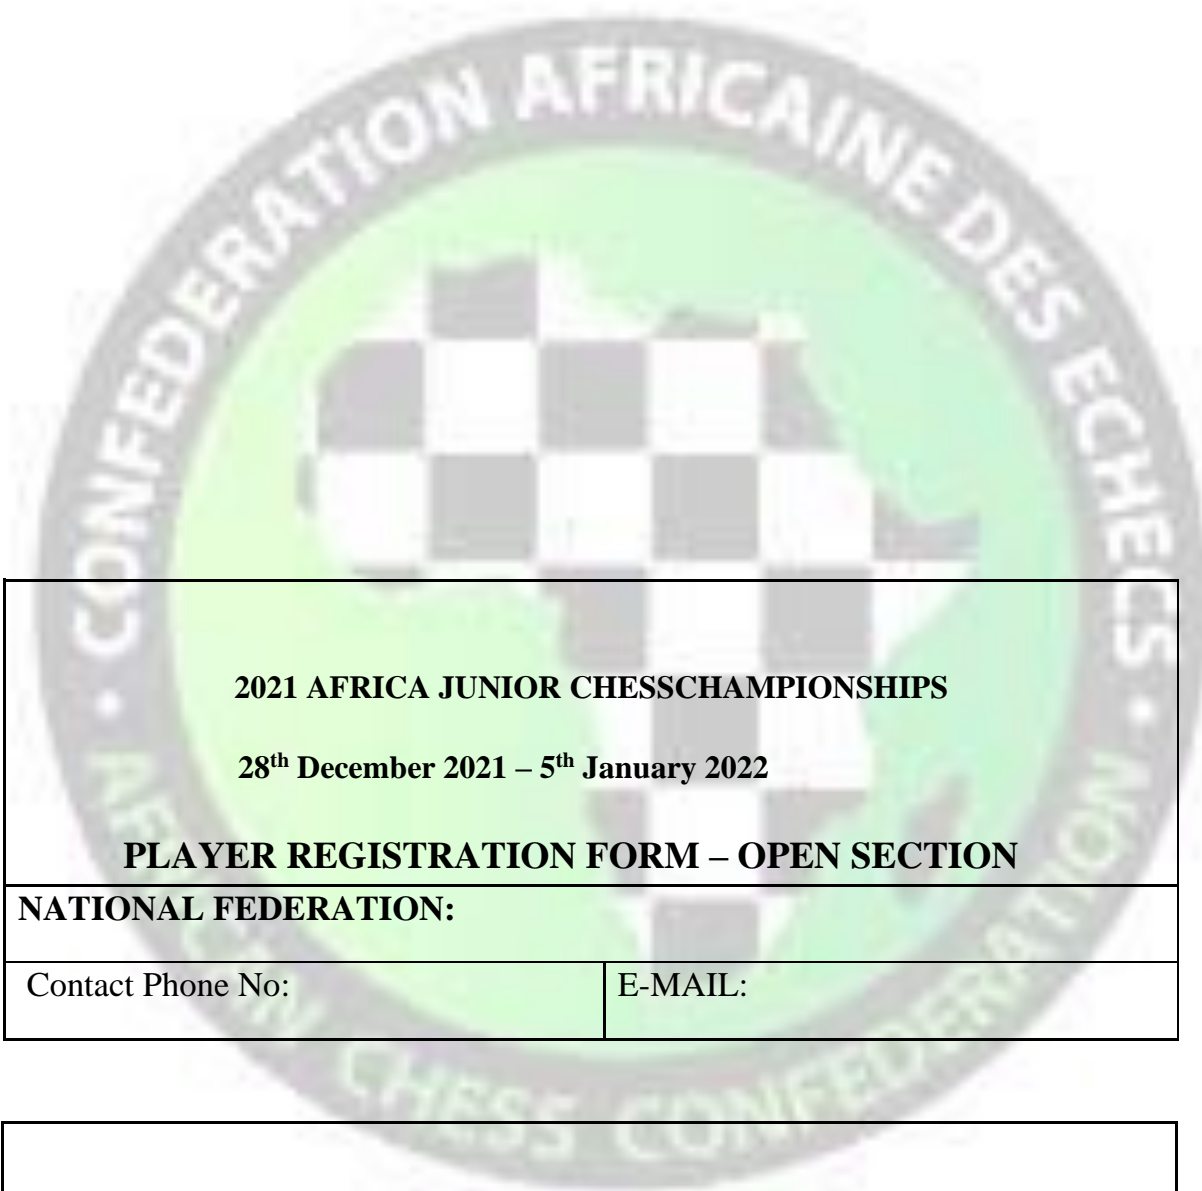 CONFEDERATION AFRICAINE DES ECHECS
2021 AFRICA JUNIOR CHESSCHAMPIONSHIPS
28th December 2021 – 5th January 2022
PLAYER REGISTRATION FORM – OPEN SECTION
NATIONAL FEDERATION:
Contact Phone No:
E-MAIL:
AFRICAN CHESS CONFEDERATION